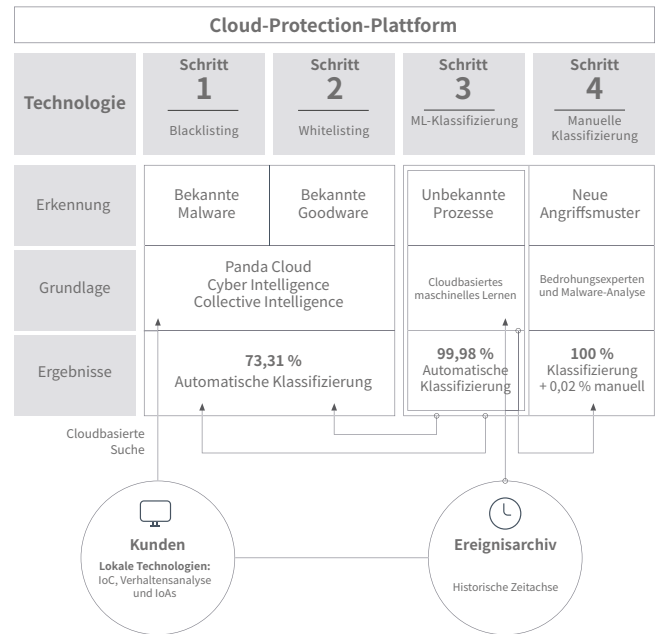 Cloud-Protection-Plattform
Technologie
Schritt
1
Blacklisting
Schritt
2
Whitelisting
Schritt
3
ML-Klassifizierung
Schritt
4
Manuelle
Klassifizierung
Erkennung
Bekannte
Malware
Bekannte
Goodware
Unbekannte
Prozesse
Neue
Angriffsmuster
Grundlage
Panda Cloud
Cyber Intelligence
Collective Intelligence
Cloudbasiertes
maschinelles Lernen
Bedrohungsexperten
und Malware-Analyse
Ergebnisse
73,31 %
Automatische Klassifizierung
99,98 %
Automatische
Klassifizierung
100 %
Klassifizierung
+ 0,02 % manuell
Cloudbasierte
Suche
Kunden
Lokale Technologien:
IoC, Verhaltensanalyse
und IoAs
Ereignisarchiv
Historische Zeitachse